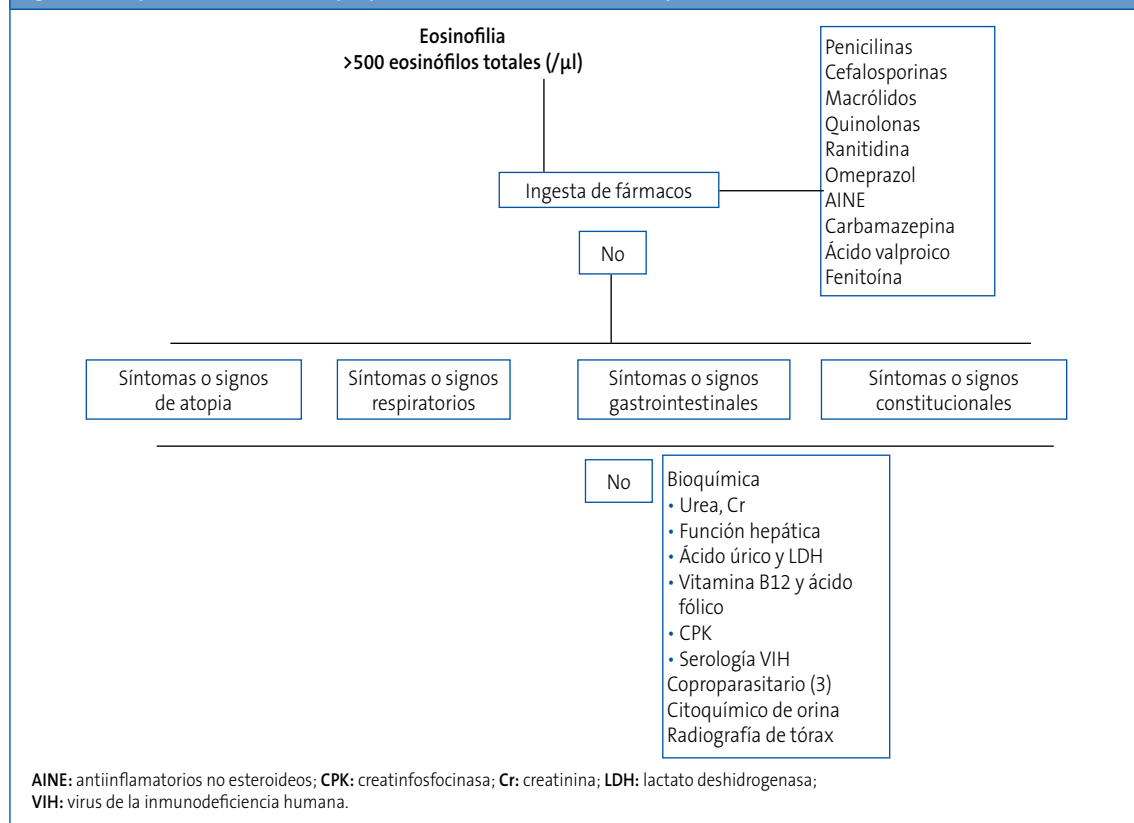 Eosinofilia
>500 eosinófilos totales (/µl)
Penicilinas
Cefalosporinas
Macrólidos
Quinolonas
Ranitidina
Omeprazol
AINE
Carbamazepina
Ácido valproico
Fenitoína
Ingesta de fármacos
No
Síntomas o signos
de atopia
Síntomas o signos
respiratorios
Síntomas o signos
gastrointestinales
Síntomas o signos
constitucionales
No
Bioquímica
• Urea, Cr
• Función hepática
• Ácido úrico y LDH
• Vitamina B12 y ácido
fólico
• CPK
• Serología VIH
Coproparasitario (3)
Citoquímico de orina
Radiografía de tórax
AINE: antiinflamatorios no esteroideos; CPK: creatinfosfocinasa; Cr: creatinina; LDH: lactato deshidrogenasa;
VIH: virus de la inmunodeficiencia humana.